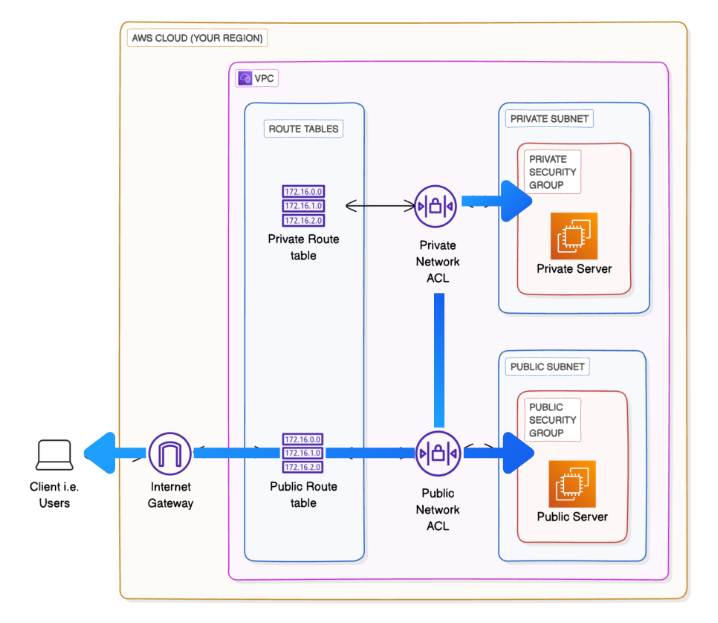 AWS CLOUD (YOUR REGION)
VPC
ROUTE TABLES
PRIVATE SUBNET
PRIVATE
SECURITY
GROUP
172.16.0.0
172.16.1.0
172.16.2.0
Private Route
table
Private
Network
ACL
Private Server
PUBLIC SUBNET
PUBLIC
SECURITY
GROUP
172.16.0.0
172.16.1.0
172.16.2.0
Client i.e.
Users
Internet
Gateway
Public Route
table
Public
Network
ACL
Public Server